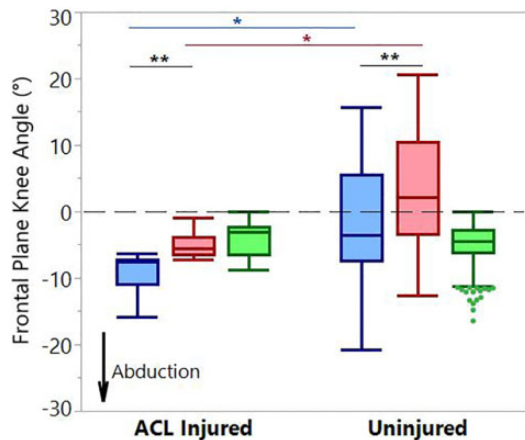 Frontal Plane Knee Angle (°)
30
20
10
0
-10
-20
-30
*
*
**
**
Abduction
ACL Injured
Uninjured